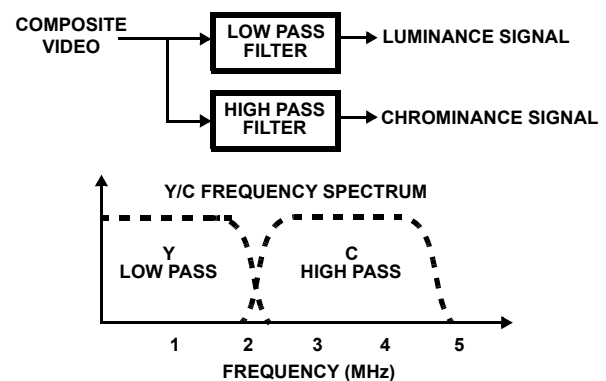 COMPOSITE
VIDEO
LOW PASS
FILTER
LUMINANCE SIGNAL
HIGH PASS
FILTER
CHROMINANCE SIGNAL
Y/C FREQUENCY SPECTRUM
Y
LOW PASS
C
HIGH PASS
1 2 3 4 5
FREQUENCY (MHz)